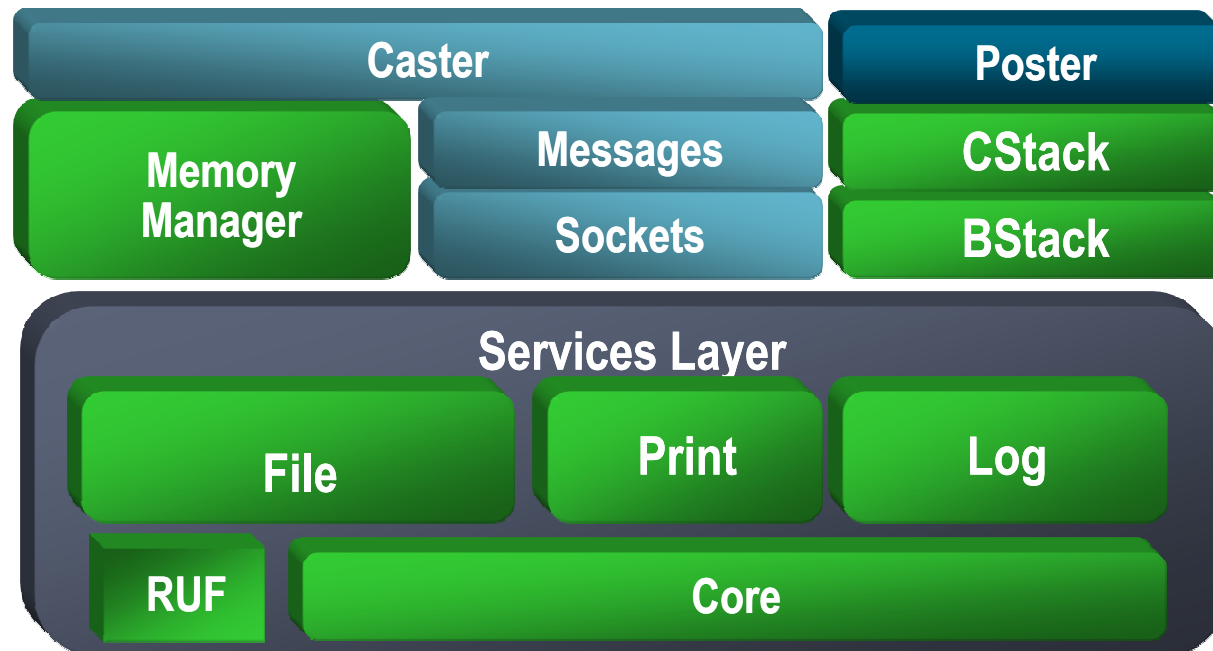 Caster
Poster
Memory
Manager
Messages
CStack
Sockets
BStack
Services Layer
File
Print
Log
RUF
Core